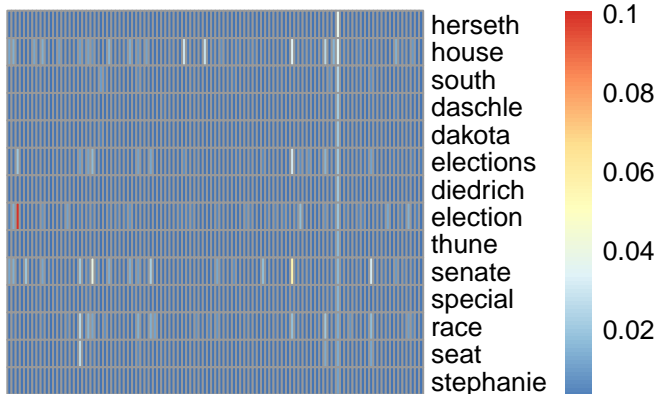 herseth
house
south
daschle
dakota
elections
diedrich
election
thune
senate
special
race
seat
stephanie
0.1
0.08
0.06
0.04
0.02